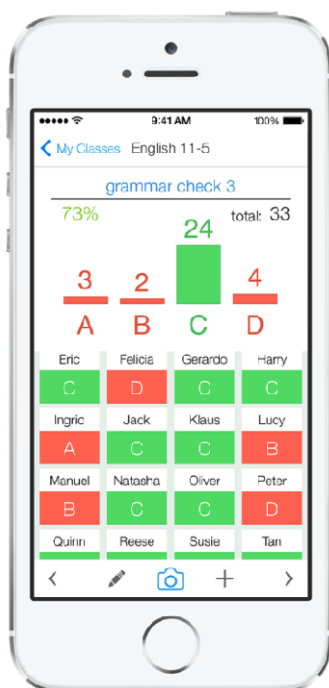 9:41 AM 100%
My Classes English 11-5
grammar check 3
73% 24 total: 33
3 2 4
A B C D
Eric Felicia Gerardo Harry
C D C C
Ingrid Jack Klaus Lucy
A C C B
Manuel Natasha Oliver Peter
B C C D
Quinn Reese Susie Tan